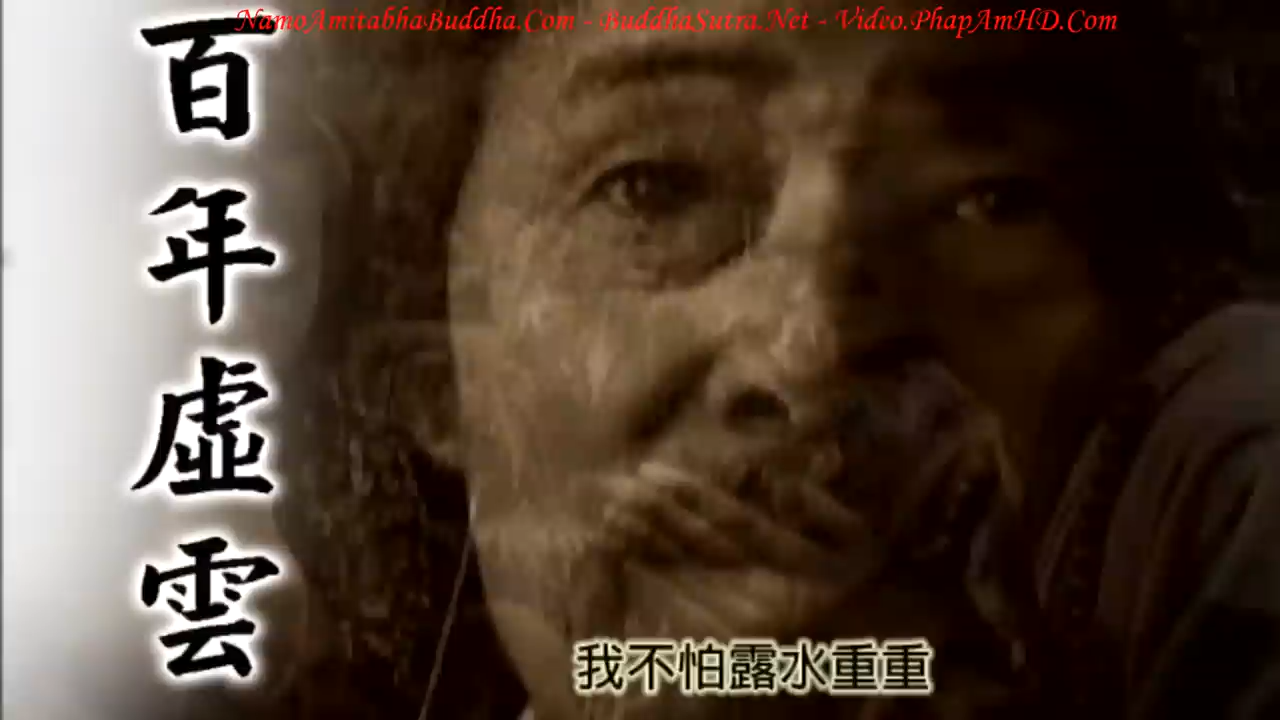 NamoAmitabhaBuddha.Com - BuddhaSutra.Net - Video.PhapAmHD.Com
百年虛雲
我不怕露水重重